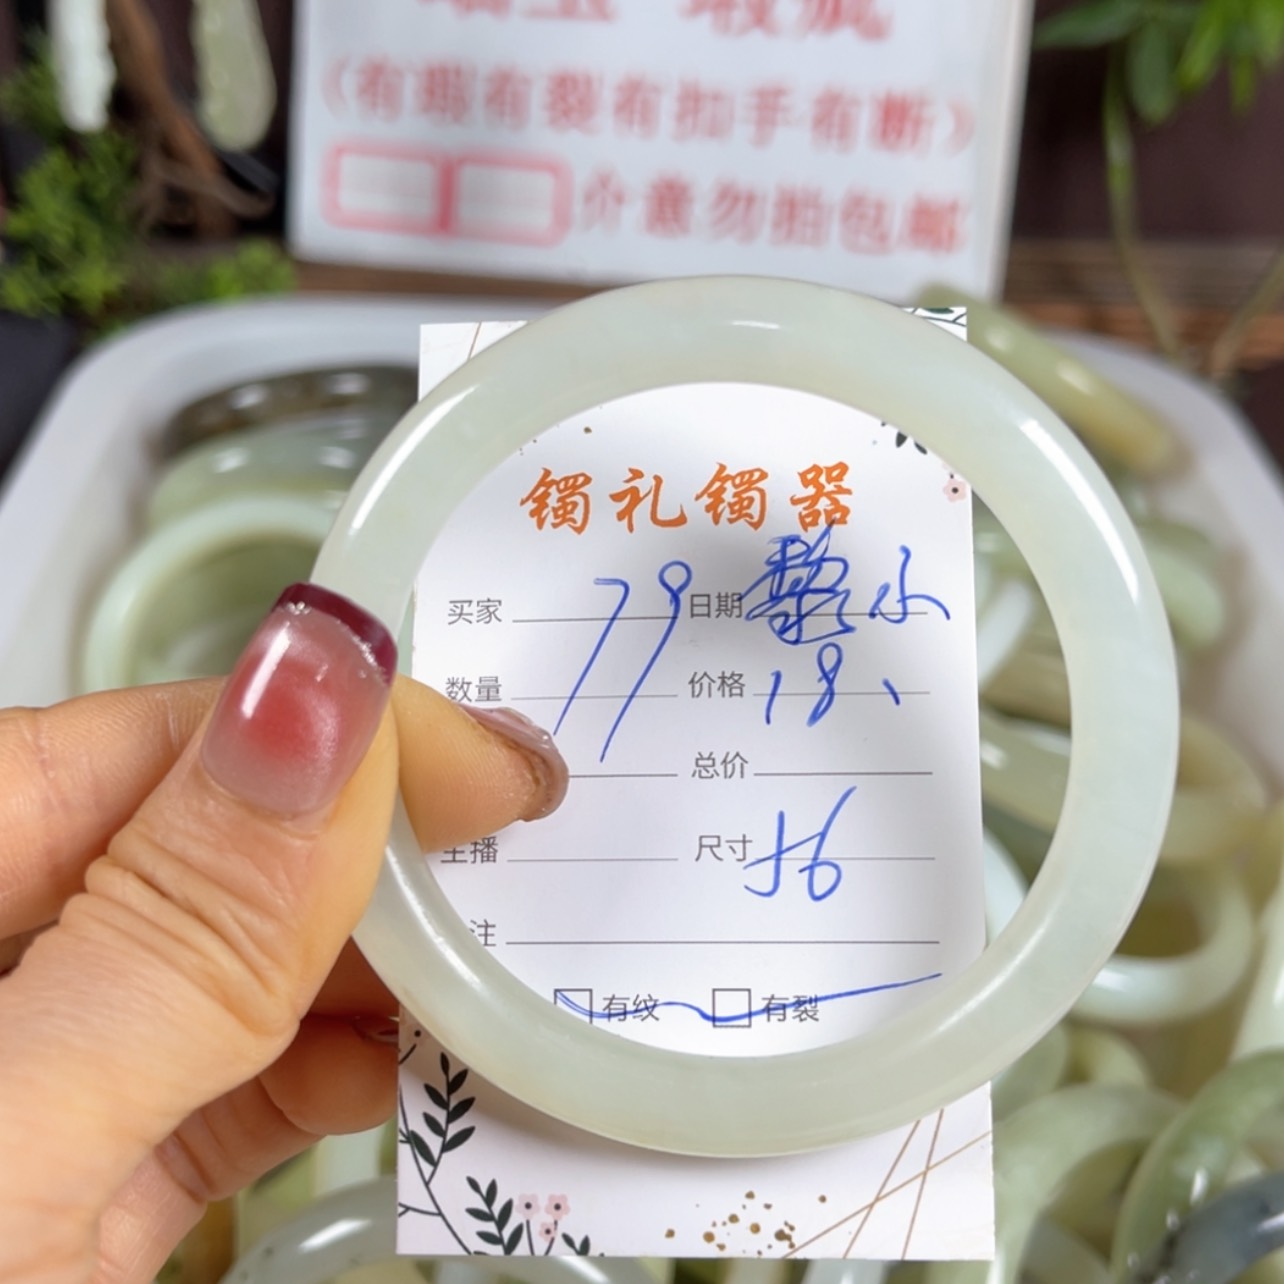 （有瑕有裂有扣手有断）
介意勿拍包邮
镯礼镯器
买家 79 日期
数量 价格 18、
总价
主播 尺寸 56
注
有纹 有裂